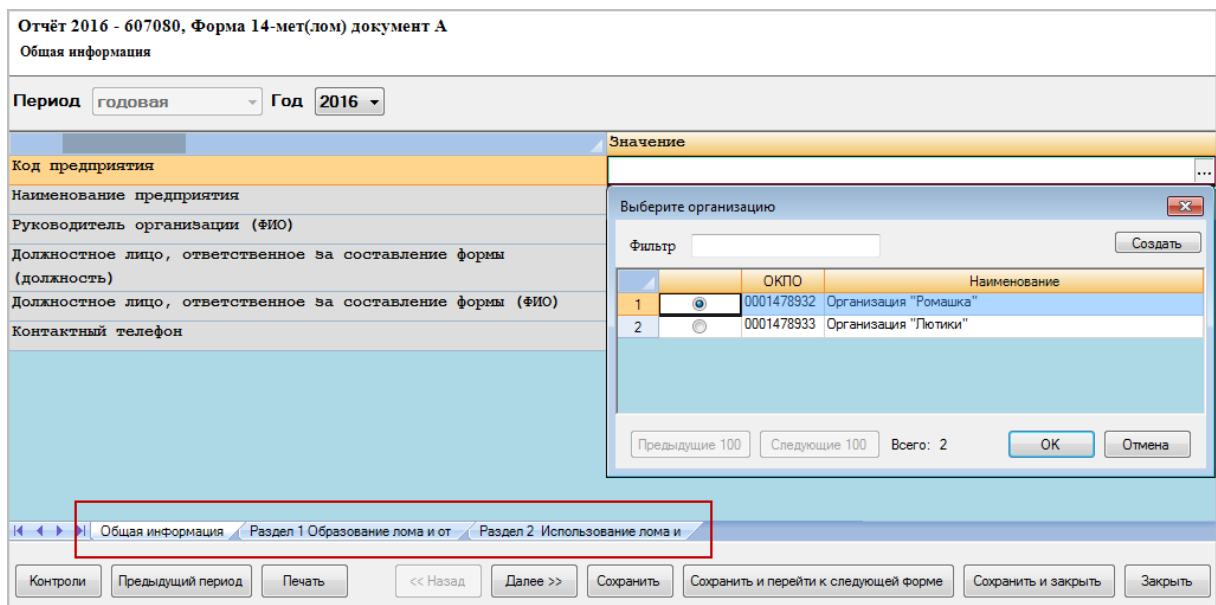 Отчёт 2016 - 607080, Форма 14-мет(лом) документ А
Общая информация
Период годовая Год 2016
Значение
Код предприятия ...
Наименование предприятия
Руководитель организации (ФИО)
Должностное лицо, ответственное за составление формы
(должность)
Должностное лицо, ответственное за составление формы (ФИО)
Контактный телефон
Выберите организацию
Фильтр Создать
ОКПО Наименование
1 0001478932 Организация "Ромашка"
2 0001478933 Организация "Лютики"
Предыдущие 100 Следующие 100 Всего: 2 OK Отмена
Общая информация Раздел 1 Образование лома и от Раздел 2 Использование лома и
Контроли Предыдущий период Печать << Назад Далее >> Сохранить Сохранить и перейти к следующей форме Сохранить и закрыть Закрыть